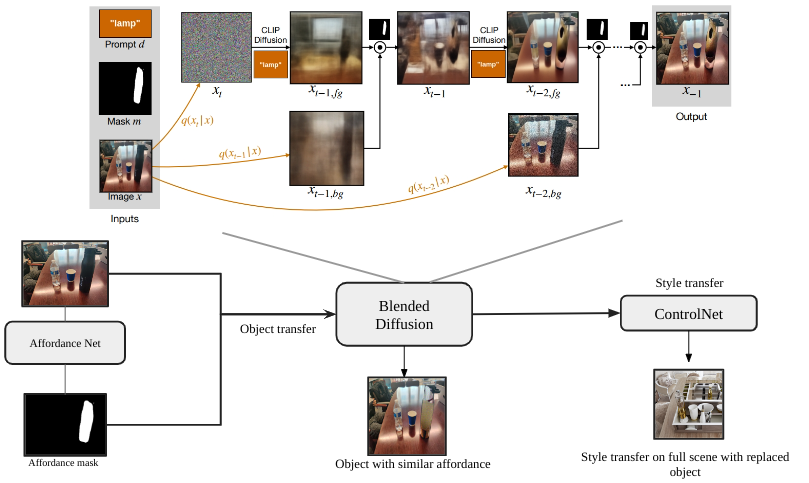 "lamp"
Prompt d
Mask m
Image x
Inputs
x_t
q(x_t|x)
q(x_{t-1}|x)
q(x_{t-2}|x)
CLIP
Diffusion
"lamp"
x_{t-1,fg}
x_{t-1,bg}
x_{t-1}
CLIP
Diffusion
"lamp"
x_{t-2,fg}
x_{t-2,bg}
x_{-1}
Output
Affordance Net
Affordance mask
Object transfer
Blended
Diffusion
Object with similar affordance
Style transfer
ControlNet
Style transfer on full scene with replaced
object